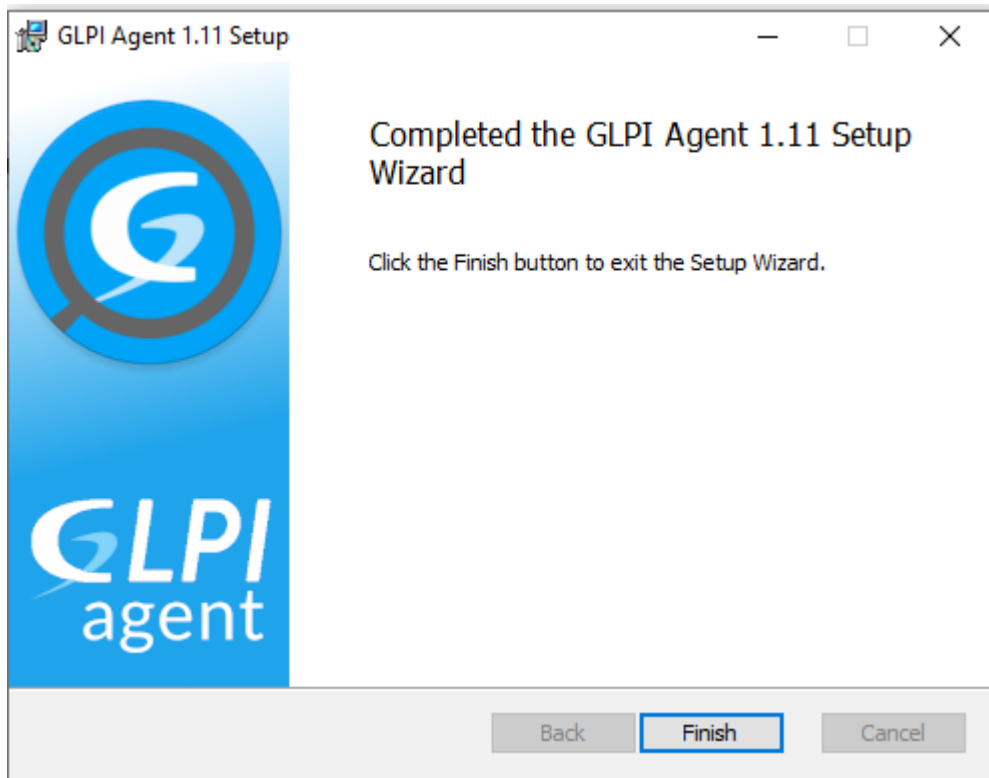 GLPI Agent 1.11 Setup
Completed the GLPI Agent 1.11 Setup
Wizard
Click the Finish button to exit the Setup Wizard.
GLPI
agent
Back
Finish
Cancel